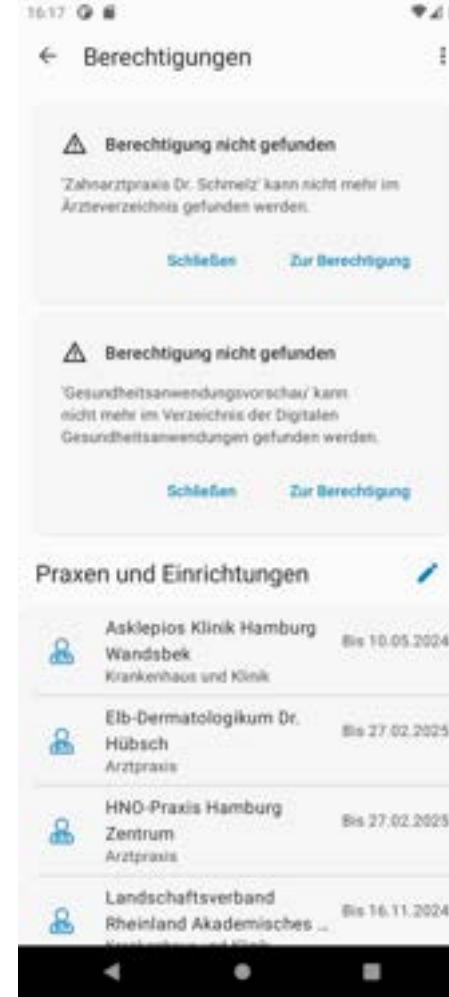 16:17
Berechtigungen
Berechtigung nicht gefunden
'Zahnarztpraxis Dr. Schmelz' kann nicht mehr im
Ärzteverzeichnis gefunden werden.
Schließen Zur Berechtigung
Berechtigung nicht gefunden
'Gesundheitsanwendungsvorschau' kann
nicht mehr im Verzeichnis der Digitalen
Gesundheitsanwendungen gefunden werden.
Schließen Zur Berechtigung
Praxen und Einrichtungen
Asklepios Klinik Hamburg
Wandsbek
Krankenhaus und Klinik
Bis 10.05.2024
Elb-Dermatologikum Dr.
Hübsch
Arztpraxis
Bis 27.02.2025
HNO-Praxis Hamburg
Zentrum
Arztpraxis
Bis 27.02.2025
Landschaftsverband
Rheinland Akademisches ...
Bis 16.11.2024